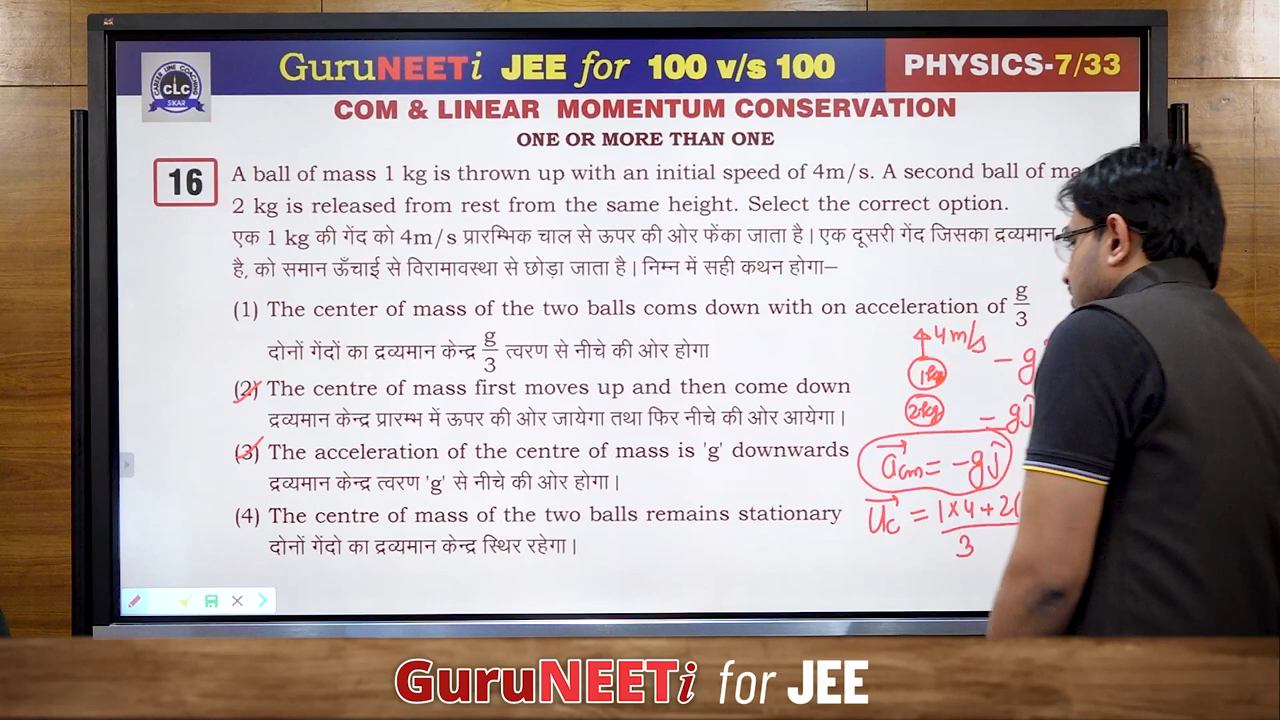 GuruNEETi JEE for 100 v/s 100
PHYSICS-7/33
CAREER LINE COACHING
CLC
SIKAR
COM & LINEAR MOMENTUM CONSERVATION
ONE OR MORE THAN ONE
16
A ball of mass 1 kg is thrown up with an initial speed of 4m/s. A second ball of
2 kg is released from rest from the same height. Select the correct option.
एक 1 kg की गेंद को 4m/s प्रारम्भिक चाल से ऊपर की ओर फेंका जाता है। एक दूसरी गेंद जिसका द्रव्यमान
है, को समान ऊँचाई से विरामावस्था से छोड़ा जाता है। निम्न में सही कथन होगा–
(1) The center of mass of the two balls coms down with on acceleration of g/3
दोनों गेंदों का द्रव्यमान केन्द्र g/3 त्वरण से नीचे की ओर होगा
(2) The centre of mass first moves up and then come down
द्रव्यमान केन्द्र प्रारम्भ में ऊपर की ओर जायेगा तथा फिर नीचे की ओर आयेगा।
(3) The acceleration of the centre of mass is 'g' downwards
द्रव्यमान केन्द्र त्वरण 'g' से नीचे की ओर होगा।
(4) The centre of mass of the two balls remains stationary
दोनों गेंदो का द्रव्यमान केन्द्र स्थिर रहेगा।
4m/s
1kg – g
2kg – gĵ
a⃗cm = –gĵ
u⃗c = 1×4+2(
3
GuruNEETi for JEE